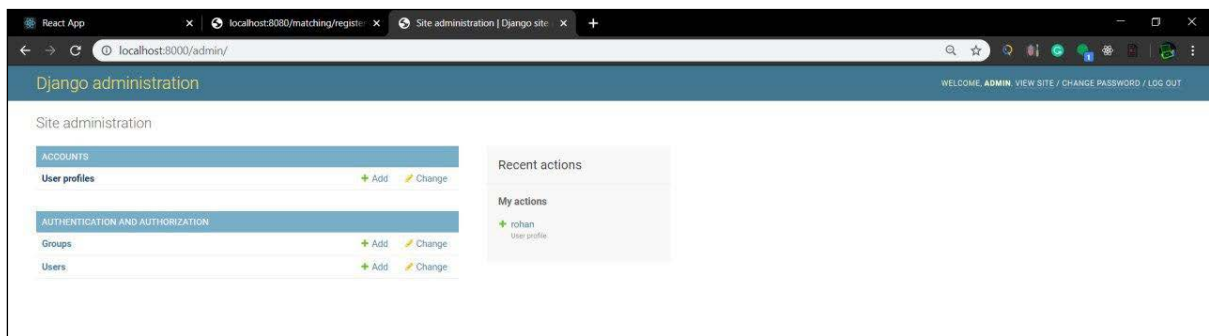 React App
localhost:8080/matching/register
Site administration | Django site
localhost:8000/admin/
Django administration
WELCOME, ADMIN. VIEW SITE / CHANGE PASSWORD / LOG OUT
Site administration
ACCOUNTS
User profiles + Add Change
AUTHENTICATION AND AUTHORIZATION
Groups + Add Change
Users + Add Change
Recent actions
My actions
+ rohan
User profile